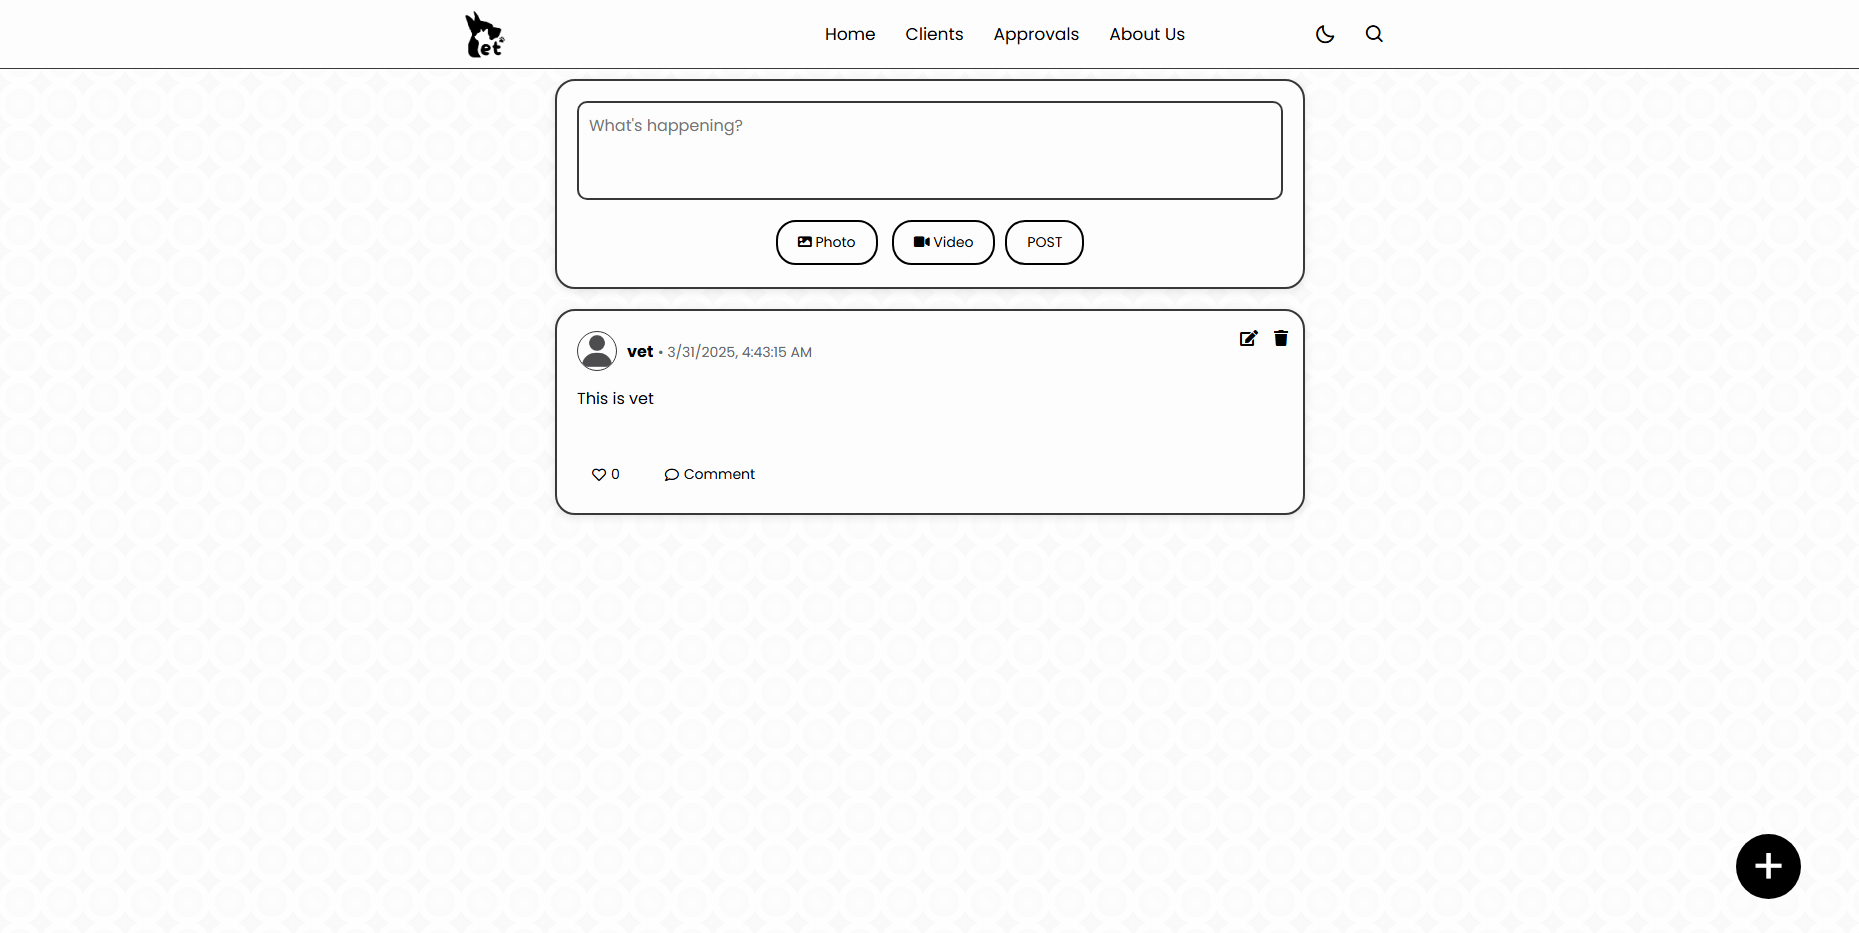 et
Home Clients Approvals About Us
What's happening?
Photo Video POST
vet • 3/31/2025, 4:43:15 AM
This is vet
0 Comment